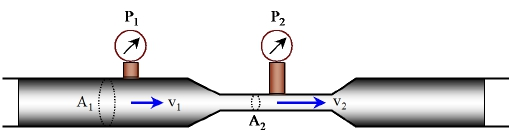 P₁ P₂
A₁ v₁ A₂ v₂